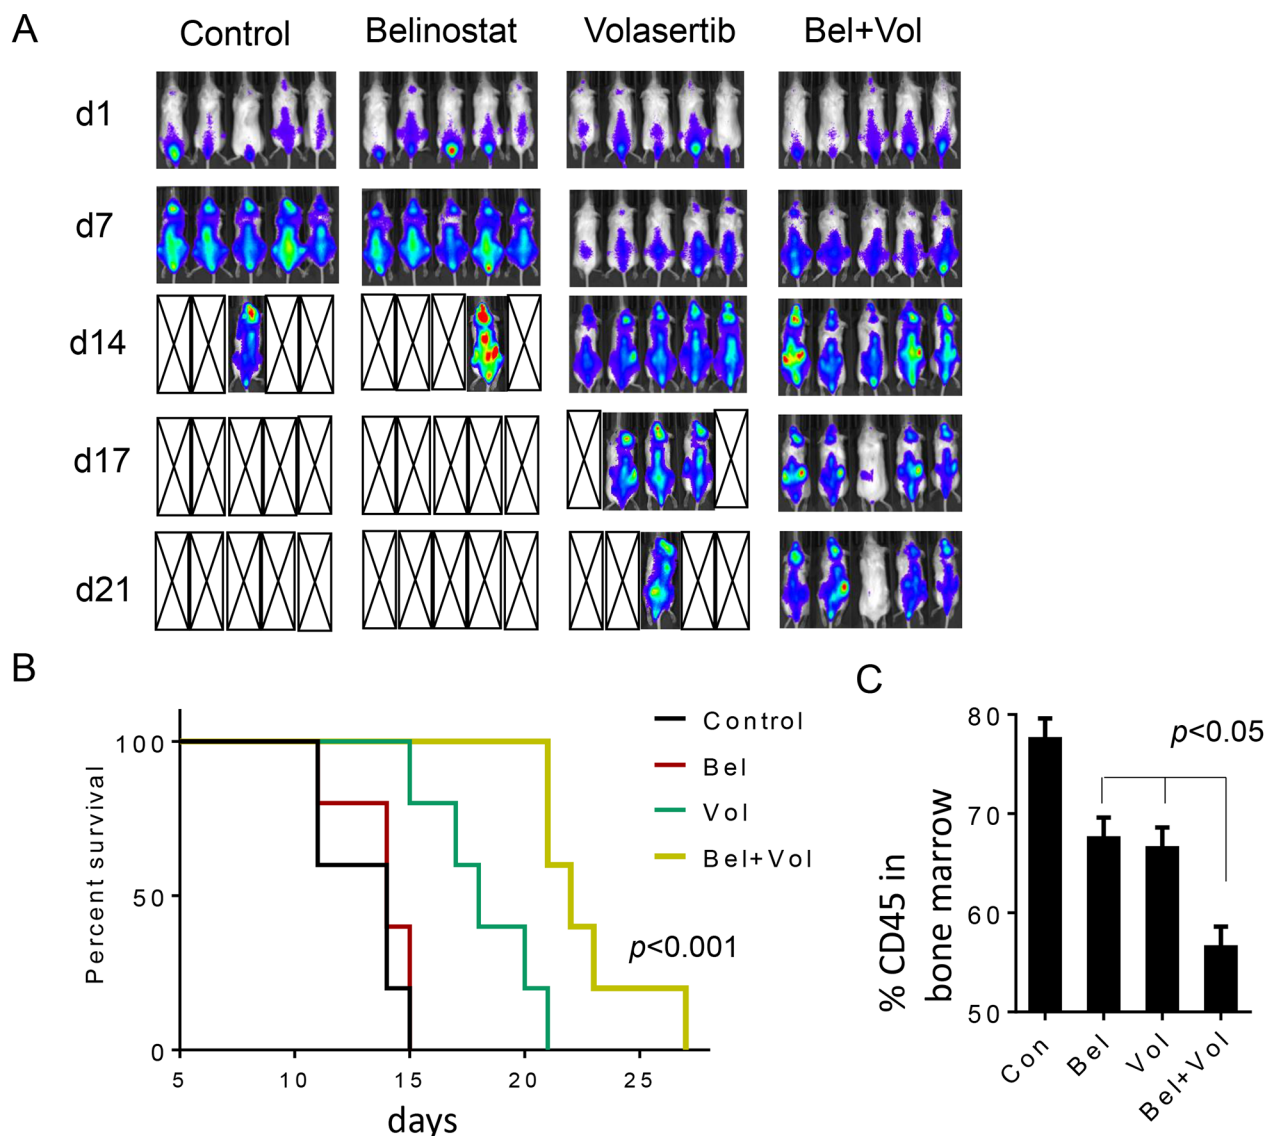 A
Control Belinostat Volasertib Bel+Vol
d1
d7
d14
d17
d21
B
Percent survival
100
50
0
5 10 15 20 25
days
Control
Bel
Vol
Bel+Vol
p<0.001
C
% CD45 in
bone marrow
80
70
60
50
p<0.05
Con Bel Vol Bel+Vol